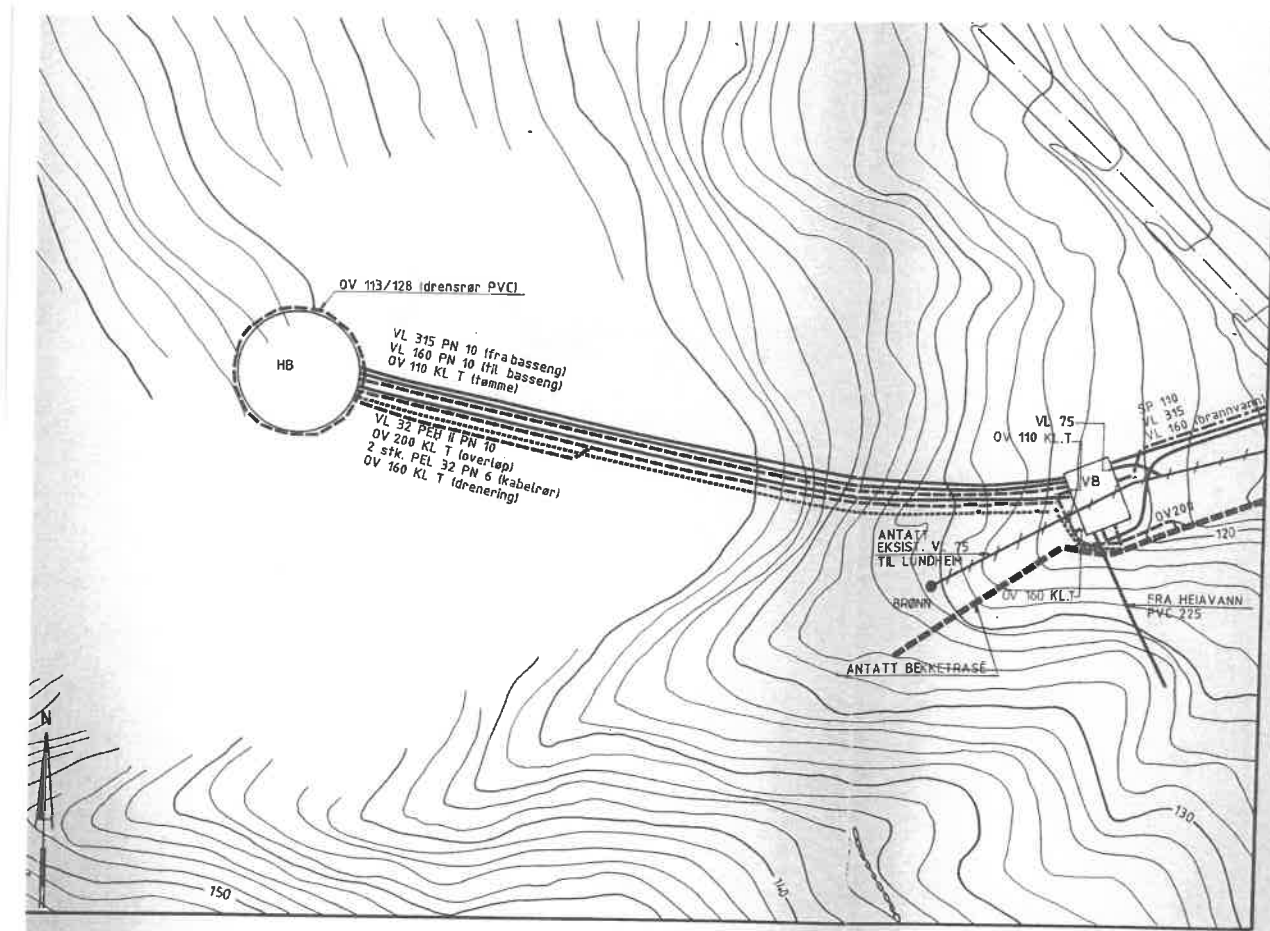 OV 113/128 (drensrør PVC)
HB
VL 315 PN 10 (fra basseng)
VL 160 PN 10 (til basseng)
OV 110 KL T (tømme)
VL 32 PEH II PN 10
OV 200 KL T (overløp)
2 stk. PEL 32 PN 6 (kabelrør)
OV 160 KL T (drenering)
SP 110
VL 315
VL 160 (brannvann)
VL 75
OV 110 KL.T
VB
OV200
120
ANTATT
EKSIST. VL 75
TIL LUNDHEIM
BRØNN
OV 160 KL.T
FRA HEIAVANN
PVC 225
ANTATT BEKKETRASÈ
N
130
140
150